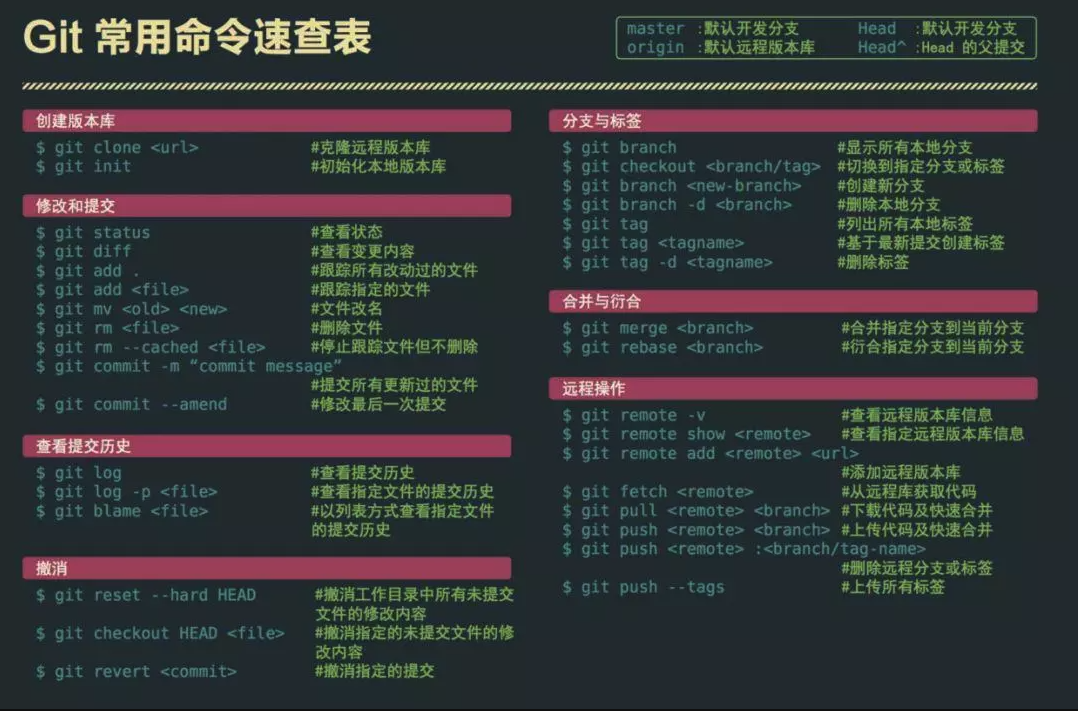 Git 常用命令速查表
master :默认开发分支 Head :默认开发分支
origin :默认远程版本库 Head^ :Head 的父提交
创建版本库
$ git clone <url> #克隆远程版本库
$ git init #初始化本地版本库
修改和提交
$ git status #查看状态
$ git diff #查看变更内容
$ git add . #跟踪所有改动过的文件
$ git add <file> #跟踪指定的文件
$ git mv <old> <new> #文件改名
$ git rm <file> #删除文件
$ git rm --cached <file> #停止跟踪文件但不删除
$ git commit -m “commit message”
#提交所有更新过的文件
$ git commit --amend #修改最后一次提交
查看提交历史
$ git log #查看提交历史
$ git log -p <file> #查看指定文件的提交历史
$ git blame <file> #以列表方式查看指定文件
的提交历史
撤消
$ git reset --hard HEAD #撤消工作目录中所有未提交
文件的修改内容
$ git checkout HEAD <file> #撤消指定的未提交文件的修
改内容
$ git revert <commit> #撤消指定的提交
分支与标签
$ git branch #显示所有本地分支
$ git checkout <branch/tag> #切换到指定分支或标签
$ git branch <new-branch> #创建新分支
$ git branch -d <branch> #删除本地分支
$ git tag #列出所有本地标签
$ git tag <tagname> #基于最新提交创建标签
$ git tag -d <tagname> #删除标签
合并与衍合
$ git merge <branch> #合并指定分支到当前分支
$ git rebase <branch> #衍合指定分支到当前分支
远程操作
$ git remote -v #查看远程版本库信息
$ git remote show <remote> #查看指定远程版本库信息
$ git remote add <remote> <url>
#添加远程版本库
$ git fetch <remote> #从远程库获取代码
$ git pull <remote> <branch> #下载代码及快速合并
$ git push <remote> <branch> #上传代码及快速合并
$ git push <remote> :<branch/tag-name>
#删除远程分支或标签
$ git push --tags #上传所有标签